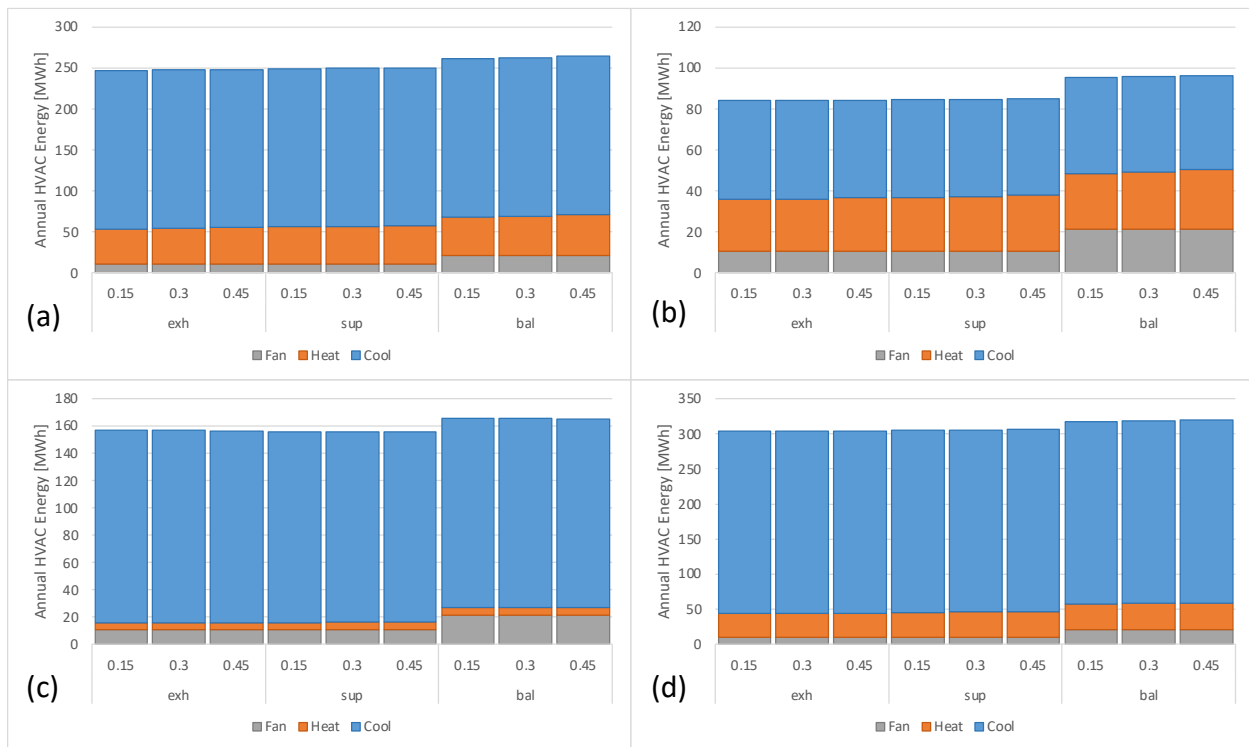 300
250
200
150
100
50
0
Annual HVAC Energy [MWh]
0.15 0.3 0.45 0.15 0.3 0.45 0.15 0.3 0.45
exh sup bal
Fan Heat Cool
(a)
120
100
80
60
40
20
0
Annual HVAC Energy [MWh]
0.15 0.3 0.45 0.15 0.3 0.45 0.15 0.3 0.45
exh sup bal
Fan Heat Cool
(b)
180
160
140
120
100
80
60
40
20
0
Annual HVAC Energy [MWh]
0.15 0.3 0.45 0.15 0.3 0.45 0.15 0.3 0.45
exh sup bal
Fan Heat Cool
(c)
350
300
250
200
150
100
50
0
Annual HVAC Energy [MWh]
0.15 0.3 0.45 0.15 0.3 0.45 0.15 0.3 0.45
exh sup bal
Fan Heat Cool
(d)